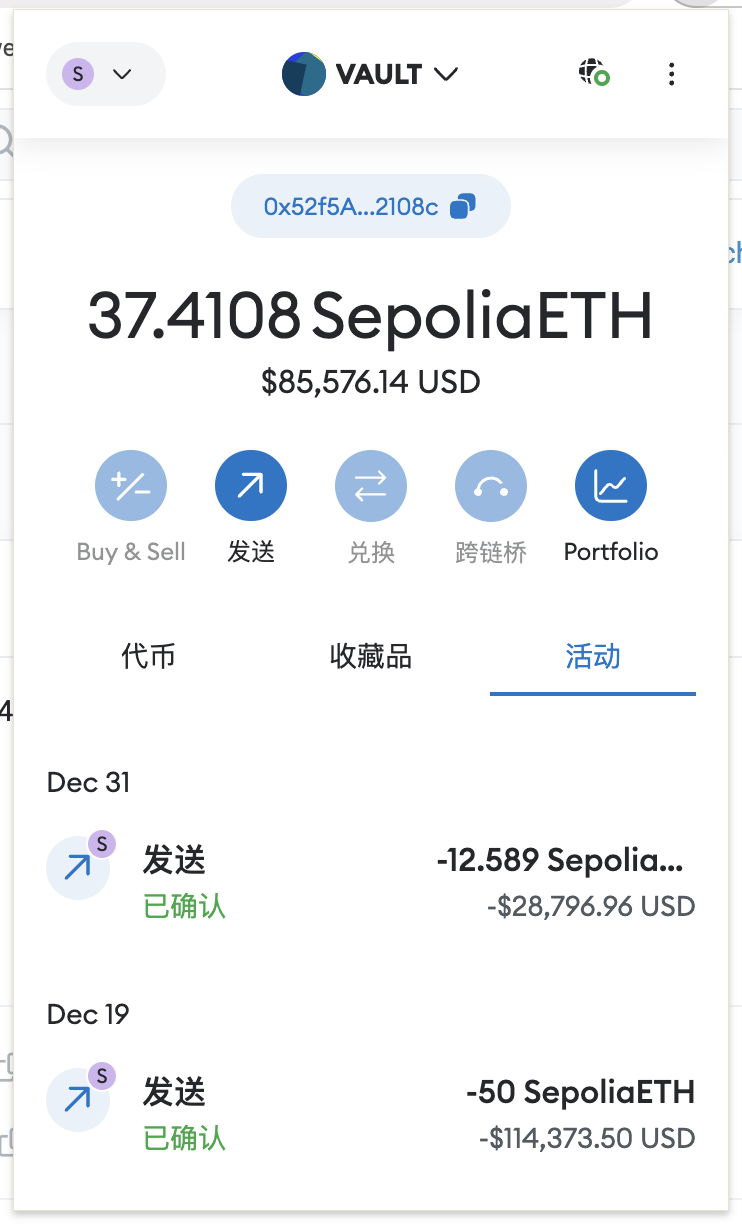 S
VAULT
0x52f5A...2108c
37.4108 SepoliaETH
$85,576.14 USD
Buy & Sell
发送
兑换
跨链桥
Portfolio
代币
收藏品
活动
Dec 31
S
发送
-12.589 Sepolia...
已确认
-$28,796.96 USD
Dec 19
S
发送
-50 SepoliaETH
已确认
-$114,373.50 USD